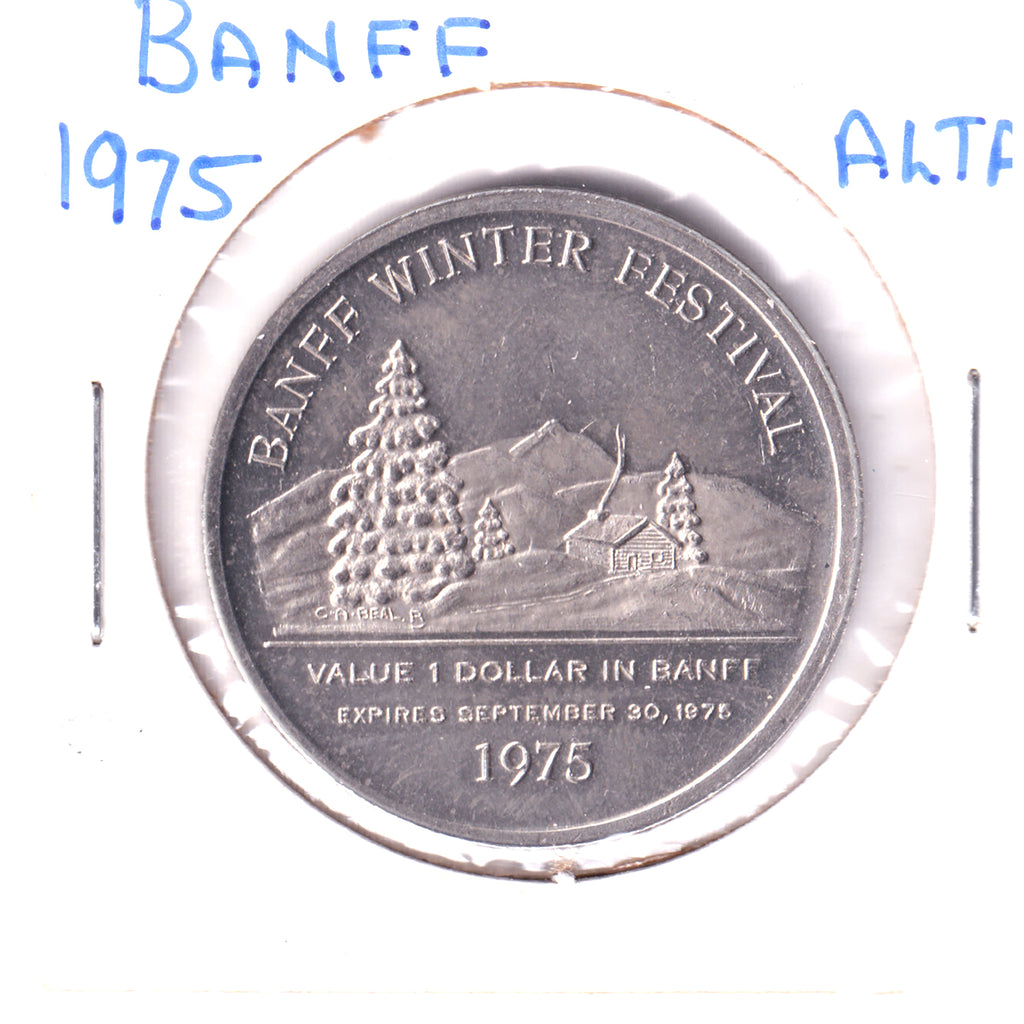 BANFF
1975
ALTA
BANFF WINTER FESTIVAL
C·A·BEAL.B
VALUE 1 DOLLAR IN BANFF
EXPIRES SEPTEMBER 30, 1975
1975